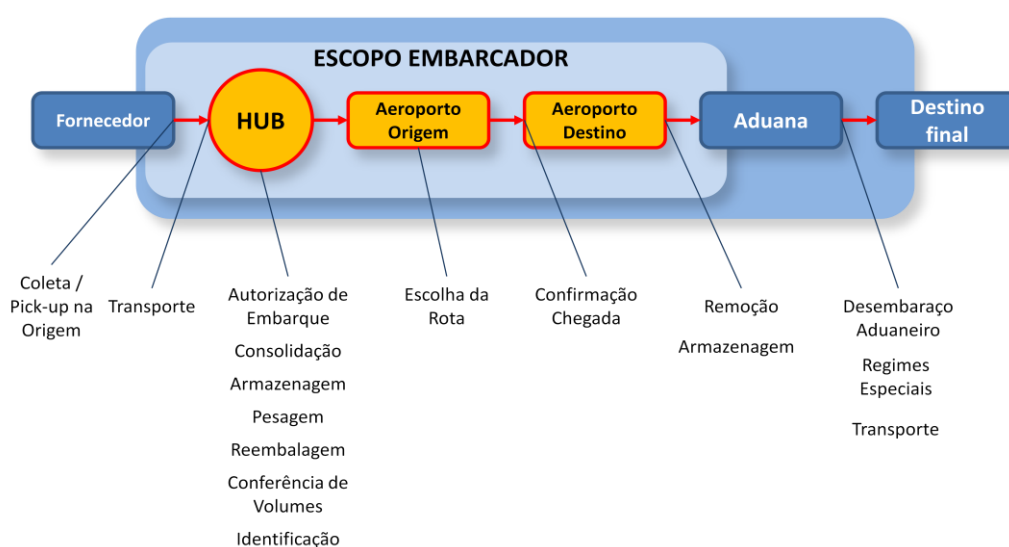 ESCOPO EMBARCADOR
Fornecedor
HUB
Aeroporto
Origem
Aeroporto
Destino
Aduana
Destino
final
Coleta /
Pick-up na
Origem
Transporte
Autorização de
Embarque
Consolidação
Armazenagem
Pesagem
Reembalagem
Conferência de
Volumes
Identificação
Escolha da
Rota
Confirmação
Chegada
Remoção
Armazenagem
Desembaraço
Aduaneiro
Regimes
Especiais
Transporte